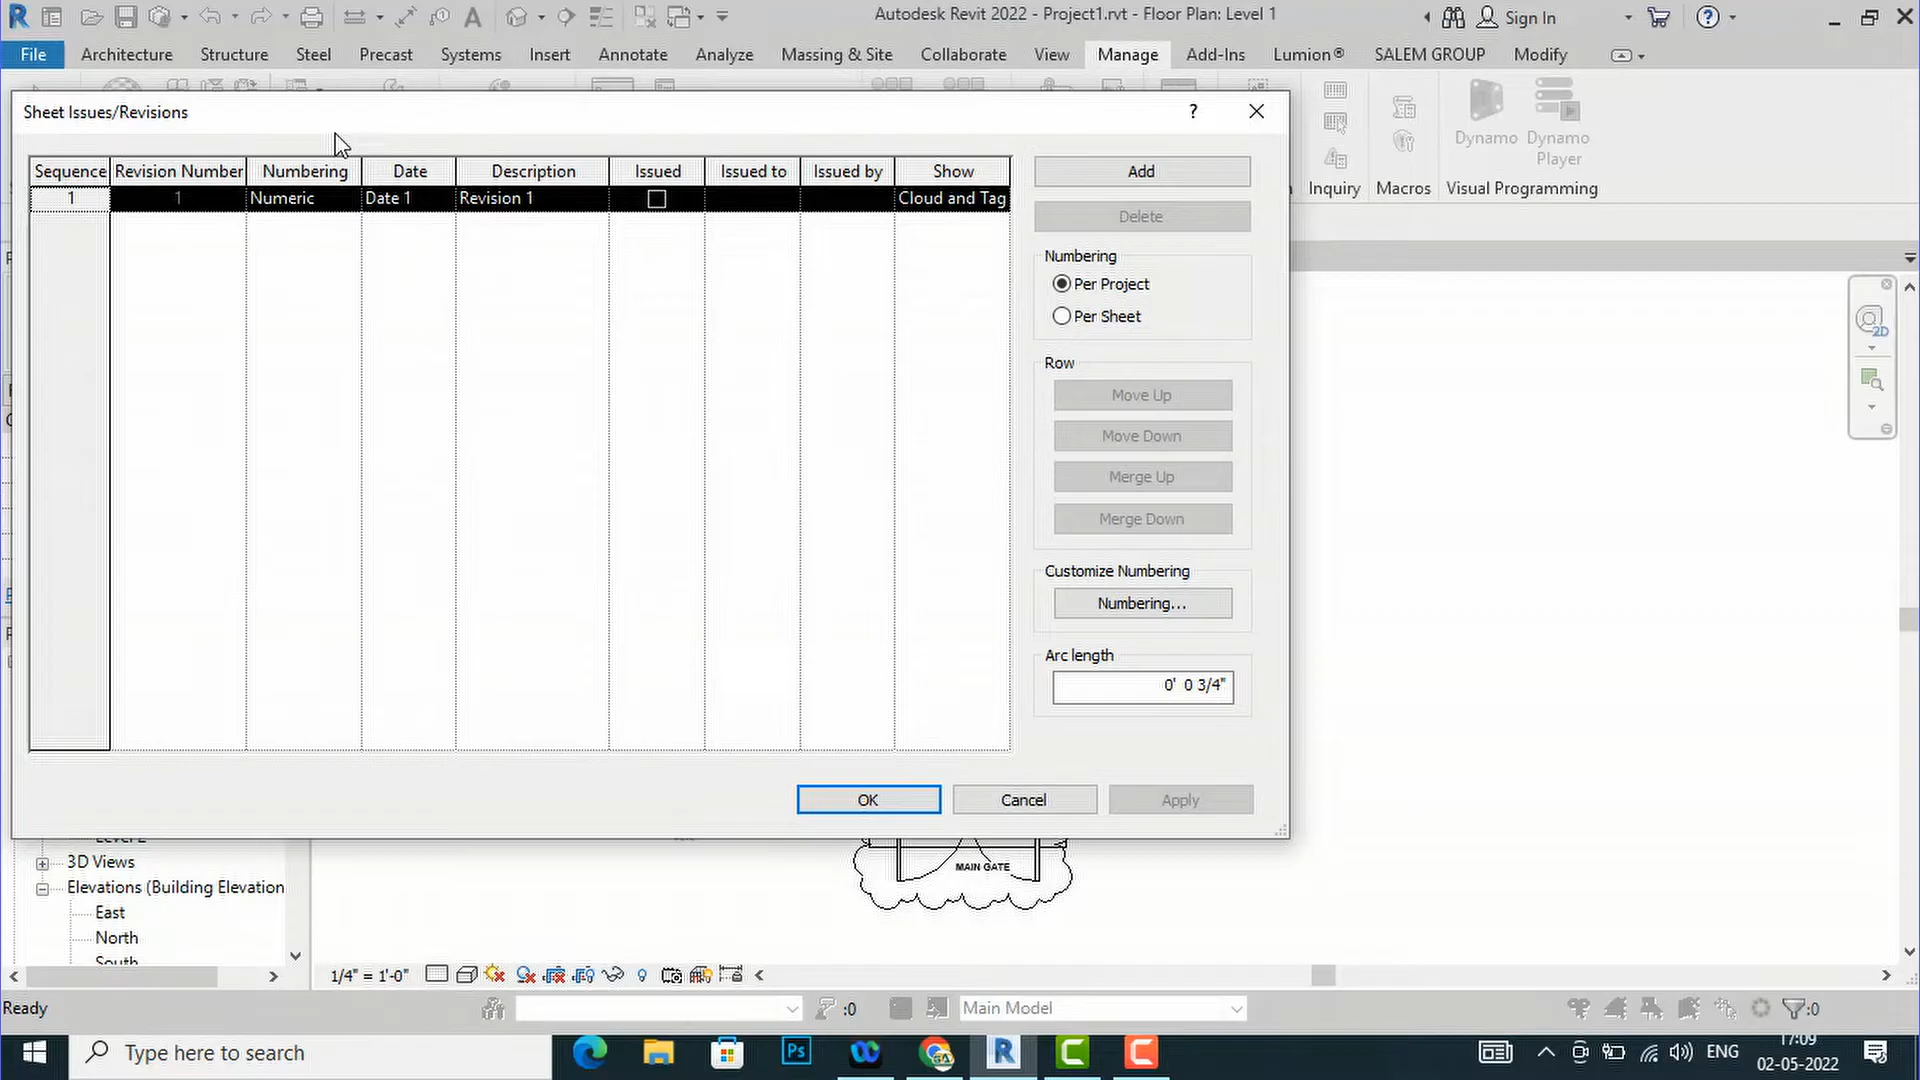 Autodesk Revit 2022 - Project1.rvt - Floor Plan: Level 1
Sign In
File Architecture Structure Steel Precast Systems Insert Annotate Analyze Massing & Site Collaborate View Manage Add-Ins Lumion® SALEM GROUP Modify
Sheet Issues/Revisions
Sequence Revision Number Numbering Date Description Issued Issued to Issued by Show
1 1 Numeric Date 1 Revision 1 Cloud and Tag
Add
Delete
Numbering
Per Project
Per Sheet
Row
Move Up
Move Down
Merge Up
Merge Down
Customize Numbering
Numbering...
Arc length
0' 0 3/4"
OK Cancel Apply
Dynamo Dynamo
Player
Inquiry Macros Visual Programming
2D
3D Views
Elevations (Building Elevation
East
North
South
MAIN GATE
1/4" = 1'-0"
Ready
:0
Main Model
:0
Type here to search
Ps
ENG
17:09
02-05-2022